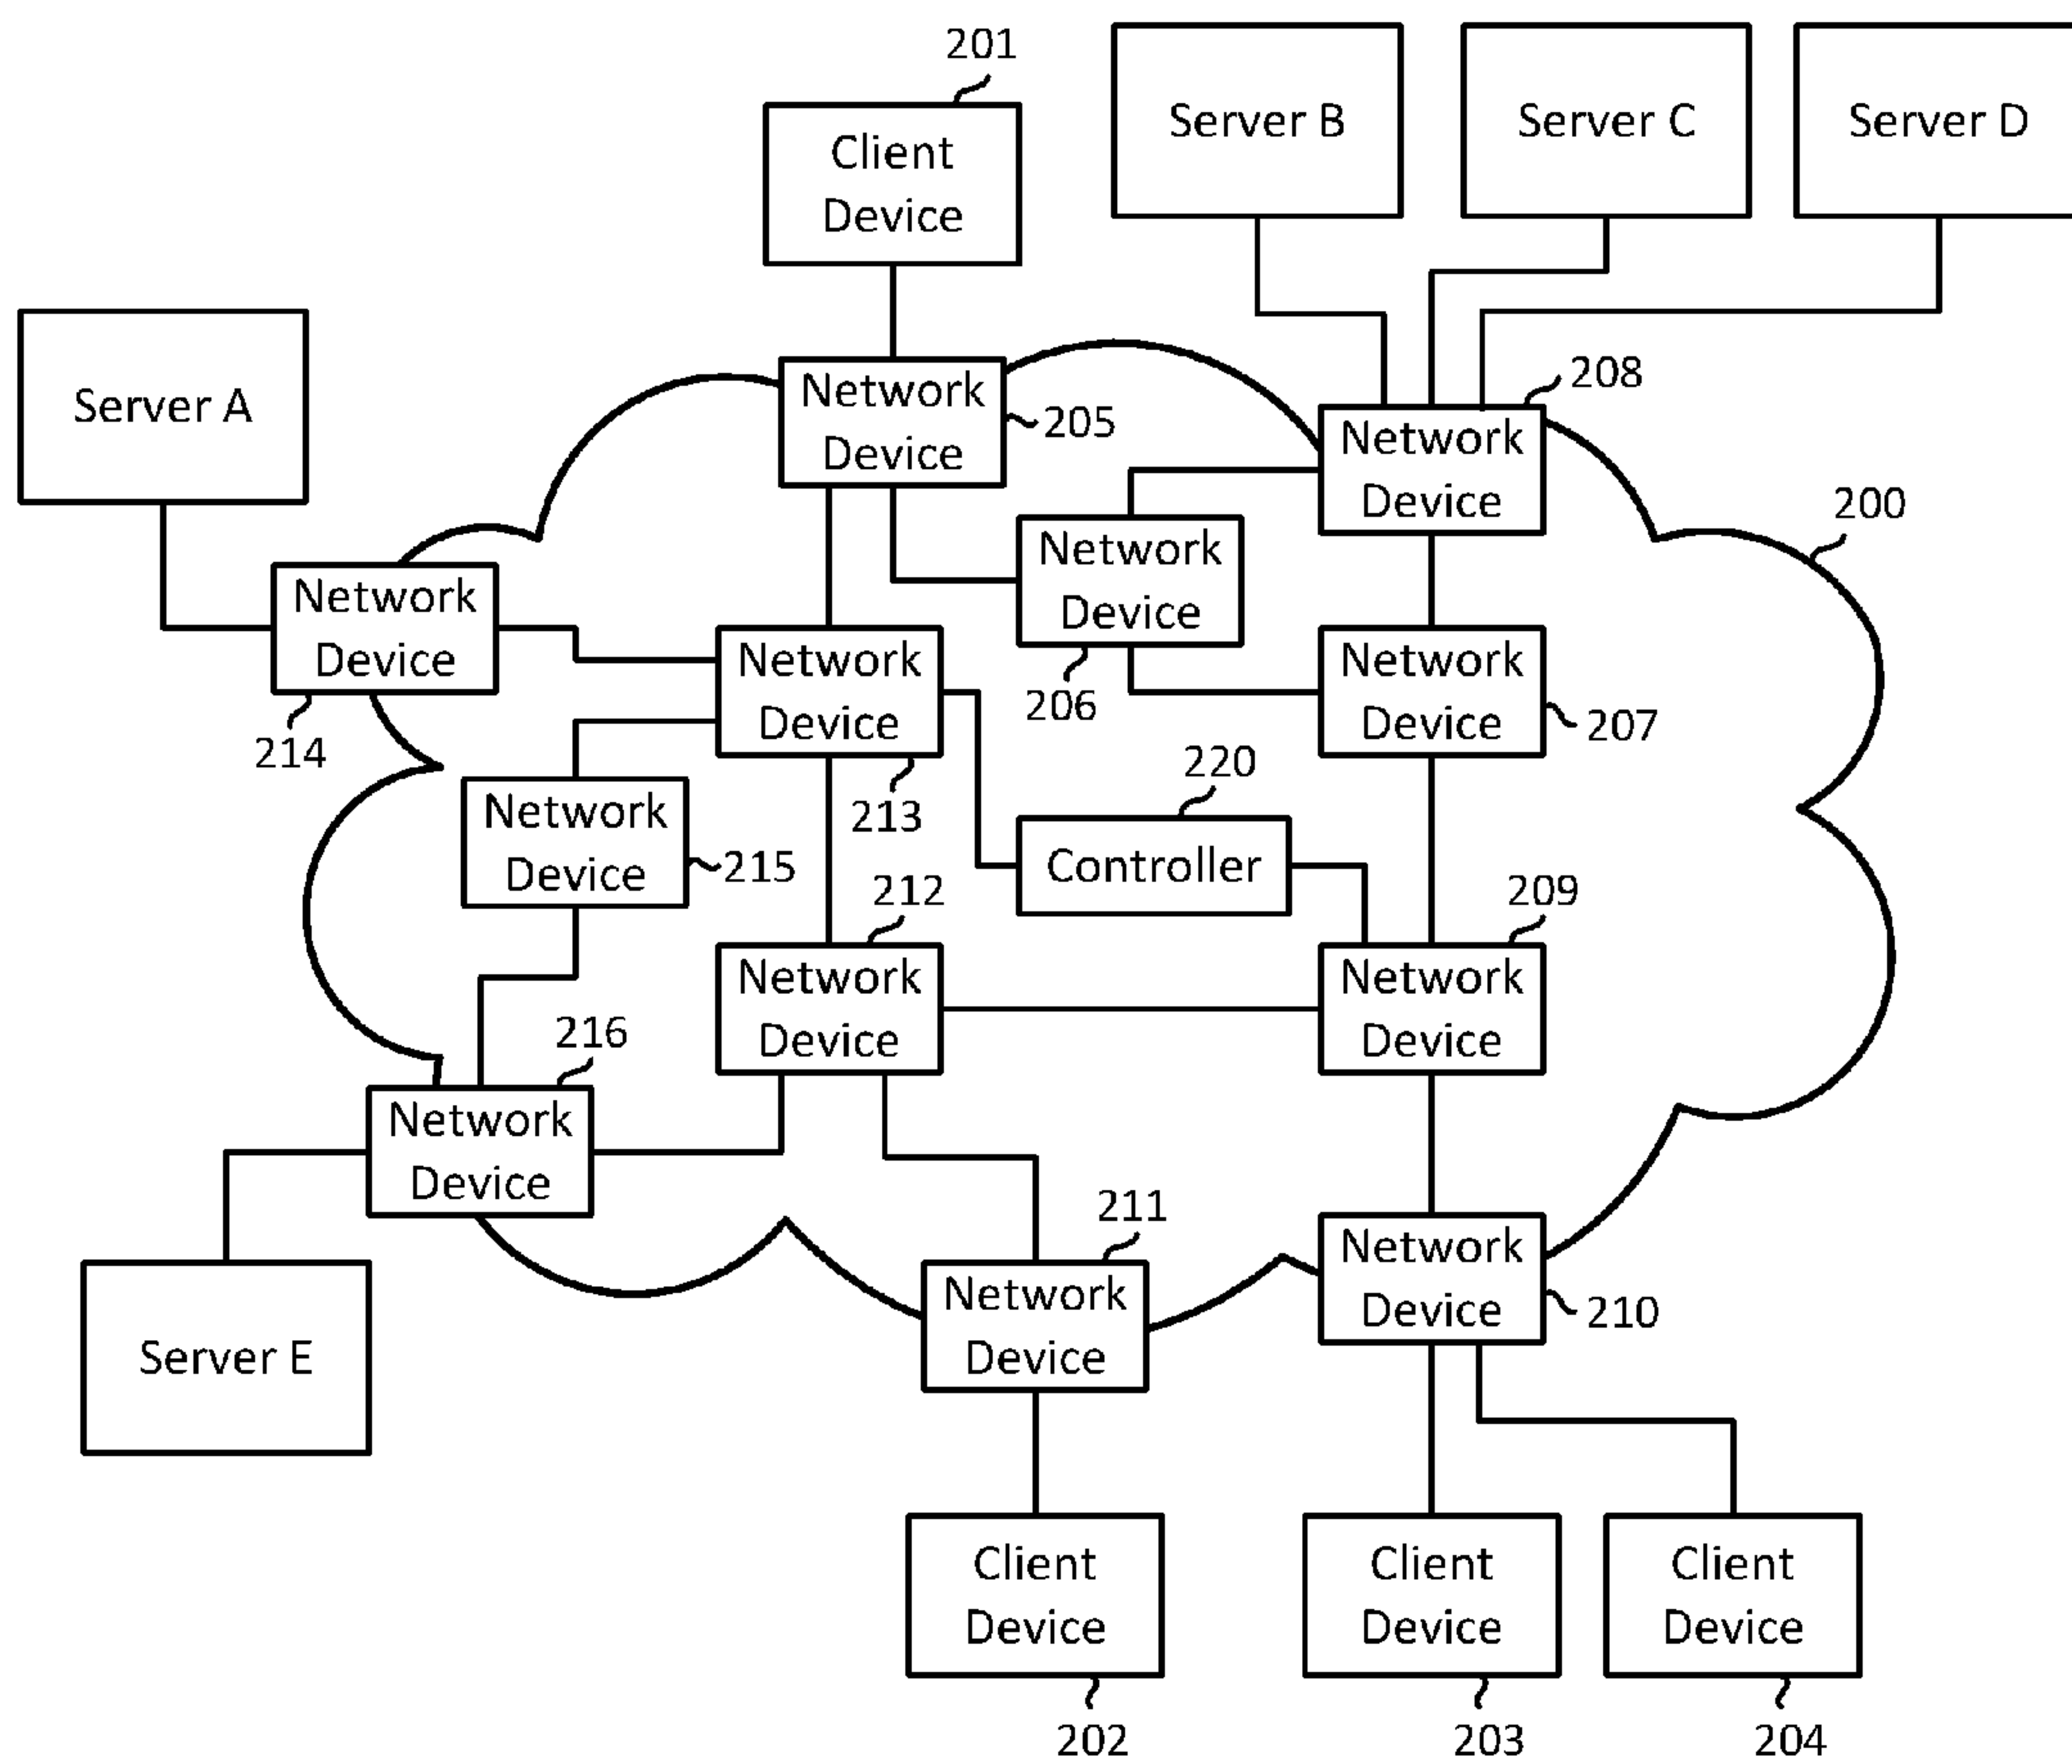 201
Server B
Server C
Server D
Client
Device
Server A
Network
Device
205
208
Network
Device
200
Network
Device
206
Network
Device
214
Network
Device
213
Network
Device
207
220
Controller
Network
Device
215
212
209
Network
Device
Network
Device
216
Network
Device
211
Network
Device
210
Network
Device
Server E
Client
Device
Client
Device
Client
Device
202
203
204